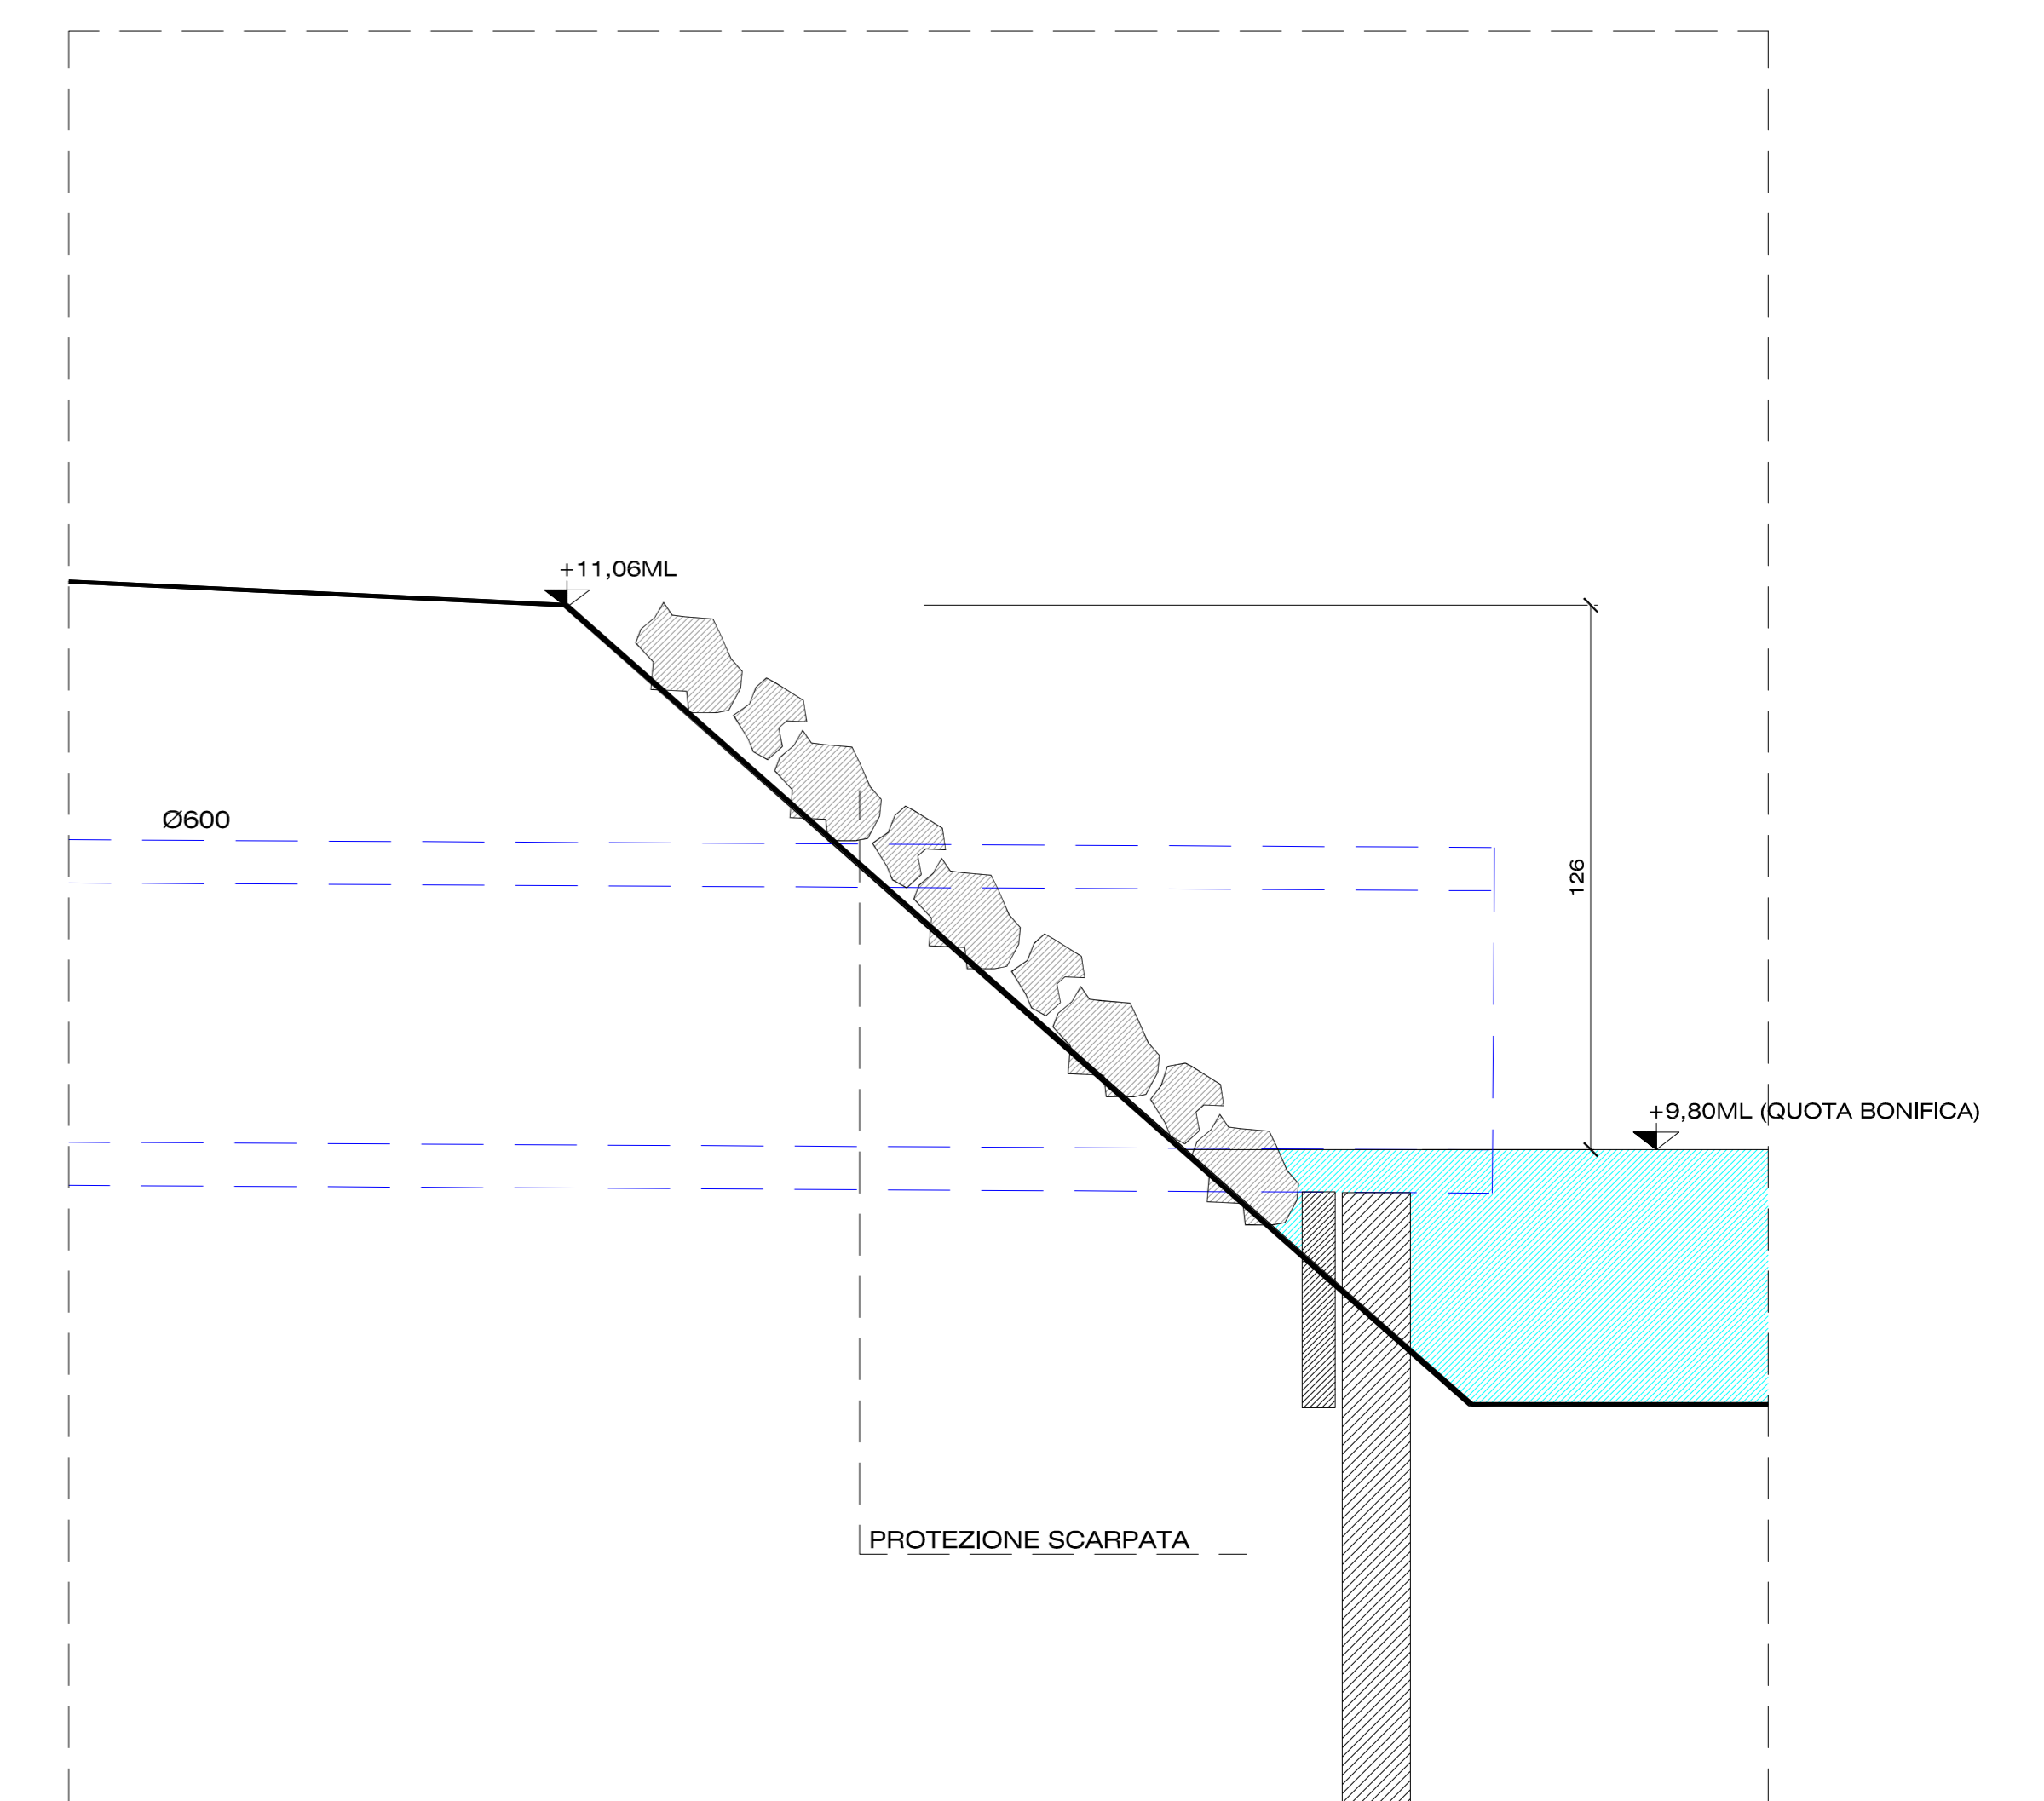 +11,06ML
Ø600
126
+9,80ML (QUOTA BONIFICA)
PROTEZIONE SCARPATA